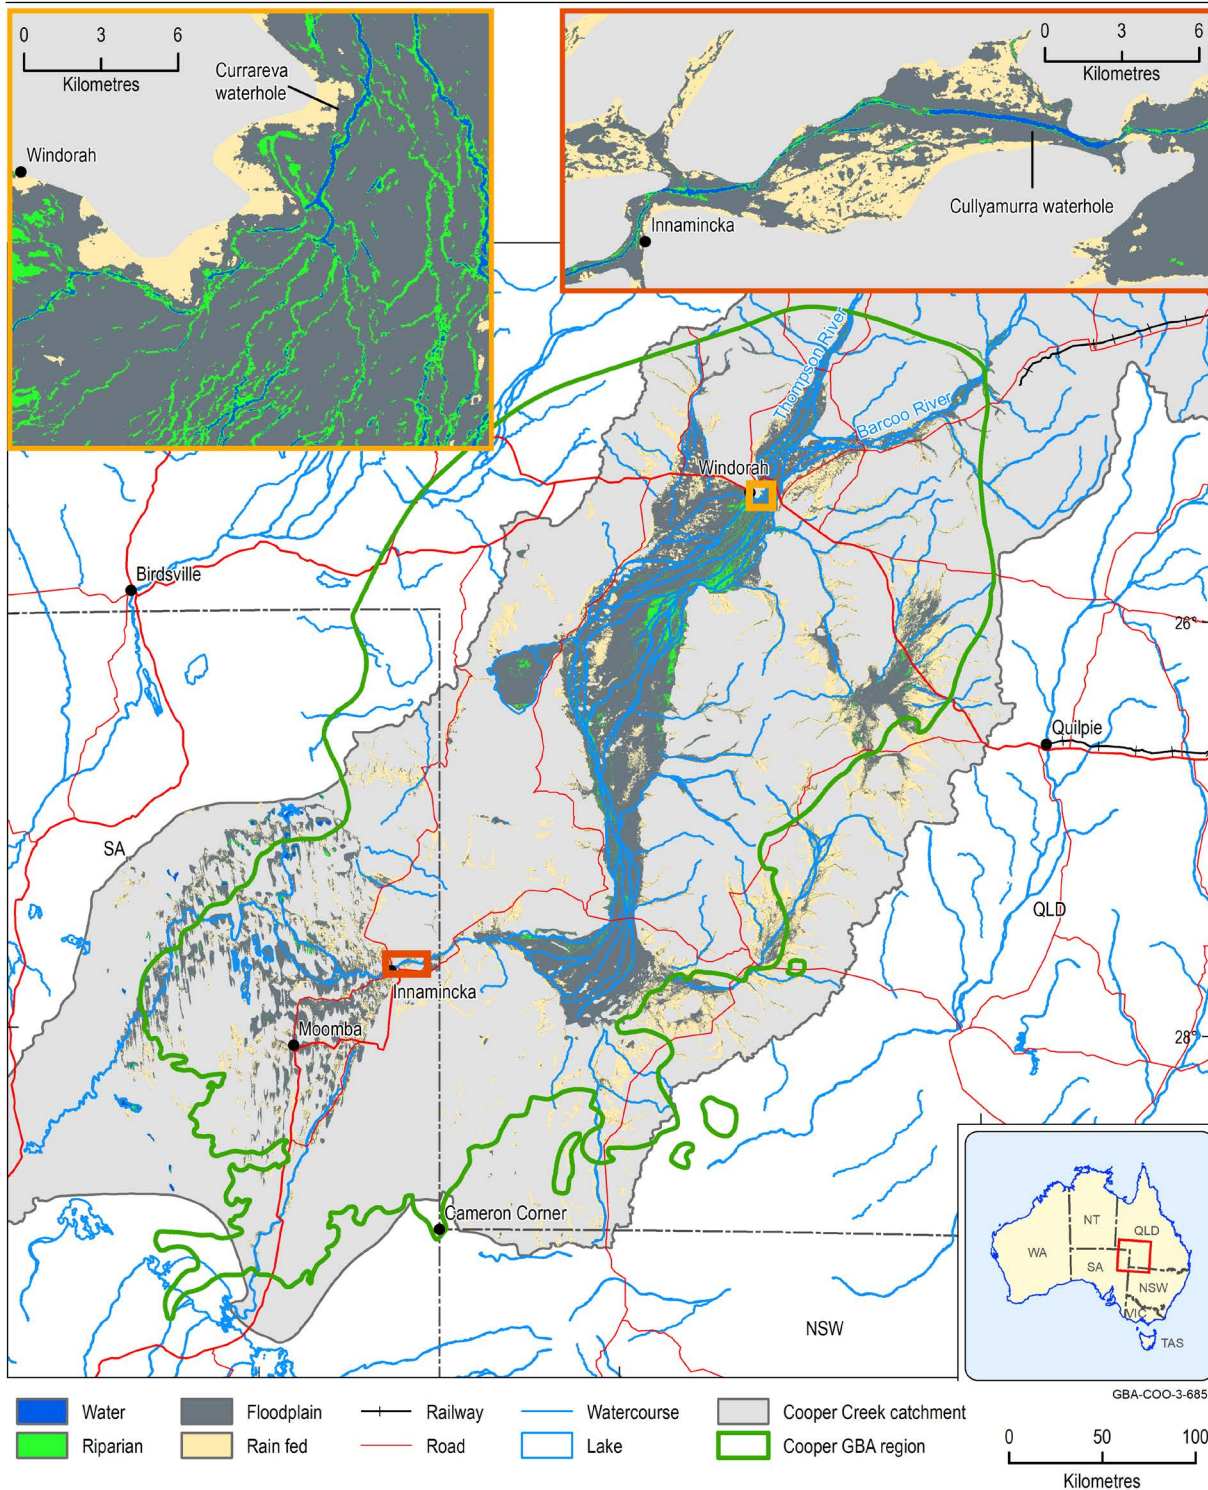 0 3 6
Kilometres
Currareva
waterhole
Windorah
0 3 6
Kilometres
Cullyamurra waterhole
Innamincka
Thompson River
Barcoo River
Windorah
Birdsville
26°
Quilpie
SA
QLD
Innamincka
Moomba
28°
Cameron Corner
NSW
NT
QLD
WA
SA
NSW
VIC
TAS
GBA-COO-3-685
Water
Floodplain
Railway
Watercourse
Cooper Creek catchment
Riparian
Rain fed
Road
Lake
Cooper GBA region
0 50 100
Kilometres